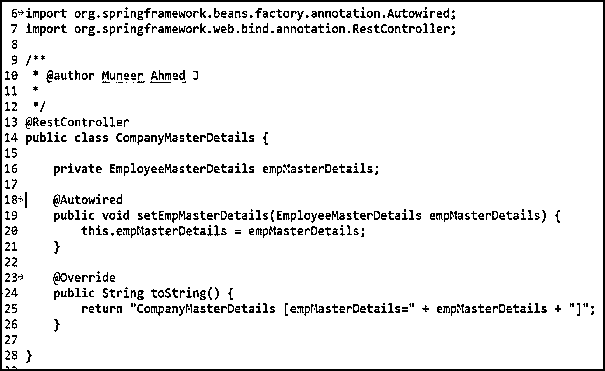 6 import org.springframework.beans.factory.annotation.Autowired;
7 import org.springframework.web.bind.annotation.RestController;
8
9 /**
10  * @author Muneer Ahmed J
11  *
12  */
13 @RestController
14 public class CompanyMasterDetails {
15
16     private EmployeeMasterDetails empMasterDetails;
17
18     @Autowired
19     public void setEmpMasterDetails(EmployeeMasterDetails empMasterDetails) {
20         this.empMasterDetails = empMasterDetails;
21     }
22
23     @Override
24     public String toString() {
25         return "CompanyMasterDetails [empMasterDetails=" + empMasterDetails + "]";
26     }
27
28 }